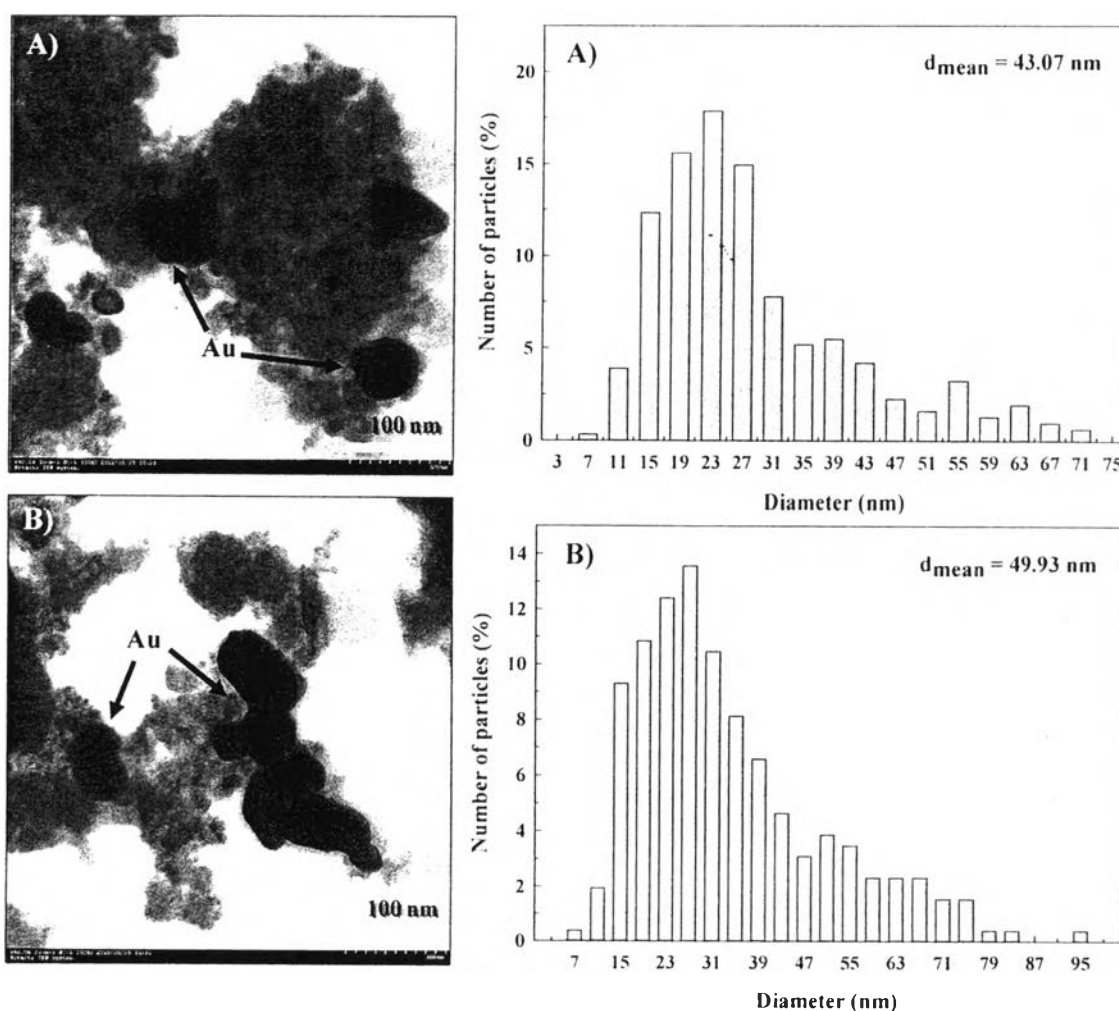 A)
Au
100 nm
A)
d mean = 43.07 nm
Number of particles (%)
20
15
10
5
0
3 7 11 15 19 23 27 31 35 39 43 47 51 55 59 63 67 71 75
Diameter (nm)
B)
Au
100 nm
B)
d mean = 49.93 nm
Number of particles (%)
14
12
10
8
6
4
2
0
7 15 23 31 39 47 55 63 71 79 87 95
Diameter (nm)